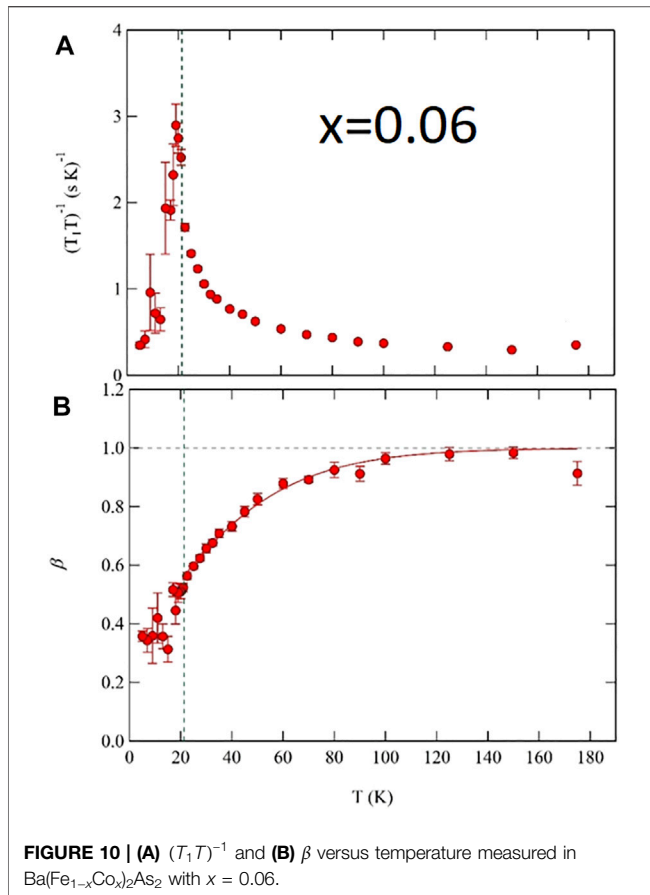 A
4
3
2
1
0
(T₁T)⁻¹ (s K)⁻¹
x=0.06
B
1.2
1.0
0.8
0.6
0.4
0.2
0.0
β
0 20 40 60 80 100 120 140 160 180
T (K)
FIGURE 10 | (A) (T₁T)⁻¹ and (B) β versus temperature measured in
Ba(Fe₁₋ₓCoₓ)₂As₂ with x = 0.06.